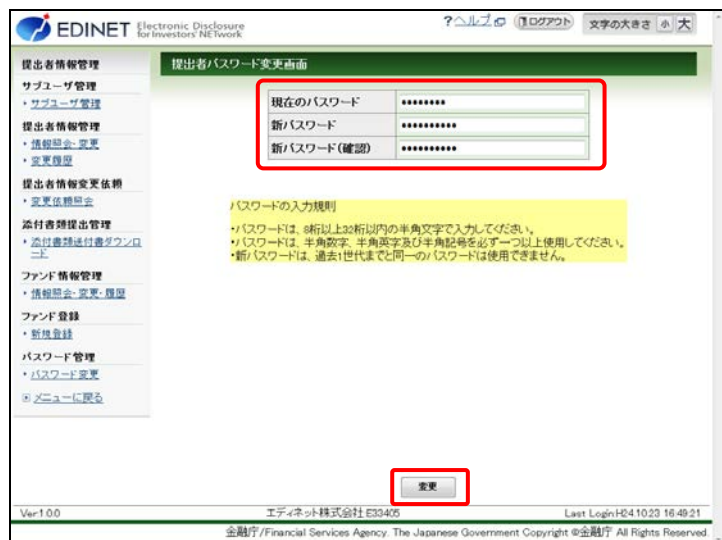 EDINET Electronic Disclosure for Investors' NETwork
?ヘルプ ログアウト 文字の大きさ 小 大
提出者情報管理
提出者パスワード変更画面
サブユーザ管理
・サブユーザ管理
提出者情報管理
・情報照会・変更
・変更履歴
提出者情報変更依頼
・変更依頼照会
添付書類提出管理
・添付書類送付書ダウンロ
ード
ファンド情報管理
・情報照会・変更・履歴
ファンド登録
・新規登録
パスワード管理
・パスワード変更
メニューに戻る
現在のパスワード ••••••••
新パスワード ••••••••••
新パスワード(確認) ••••••••••
パスワードの入力規則
・パスワードは、8桁以上32桁以内の半角文字で入力してください。
・パスワードは、半角数字、半角英字及び半角記号を必ず一つ以上使用してください。
・新パスワードは、過去1世代までと同一のパスワードは使用できません。
変更
Ver.1.0.0 エディネット株式会社 E33405 Last Login:H24.10.23 16:49:21
金融庁/Financial Services Agency, The Japanese Government Copyright ©金融庁 All Rights Reserved.